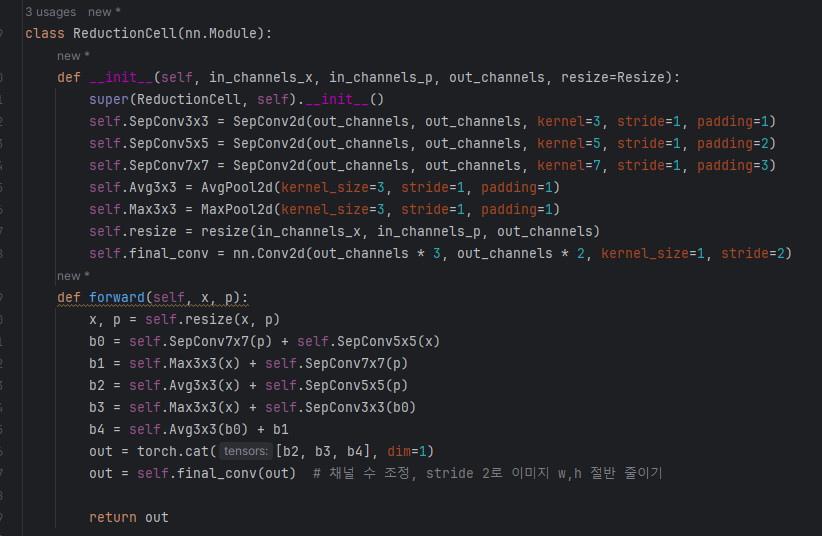 3 usages new *
class ReductionCell(nn.Module):
new *
def __init__(self, in_channels_x, in_channels_p, out_channels, resize=Resize):
super(ReductionCell, self).__init__()
self.SepConv3x3 = SepConv2d(out_channels, out_channels, kernel=3, stride=1, padding=1)
self.SepConv5x5 = SepConv2d(out_channels, out_channels, kernel=5, stride=1, padding=2)
self.SepConv7x7 = SepConv2d(out_channels, out_channels, kernel=7, stride=1, padding=3)
self.Avg3x3 = AvgPool2d(kernel_size=3, stride=1, padding=1)
self.Max3x3 = MaxPool2d(kernel_size=3, stride=1, padding=1)
self.resize = resize(in_channels_x, in_channels_p, out_channels)
self.final_conv = nn.Conv2d(out_channels * 3, out_channels * 2, kernel_size=1, stride=2)
new *
def forward(self, x, p):
x, p = self.resize(x, p)
b0 = self.SepConv7x7(p) + self.SepConv5x5(x)
b1 = self.Max3x3(x) + self.SepConv7x7(p)
b2 = self.Avg3x3(x) + self.SepConv5x5(p)
b3 = self.Max3x3(x) + self.SepConv3x3(b0)
b4 = self.Avg3x3(b0) + b1
out = torch.cat( tensors: [b2, b3, b4], dim=1)
out = self.final_conv(out) # 채널 수 조정, stride 2로 이미지 w,h 절반 줄이기
return out